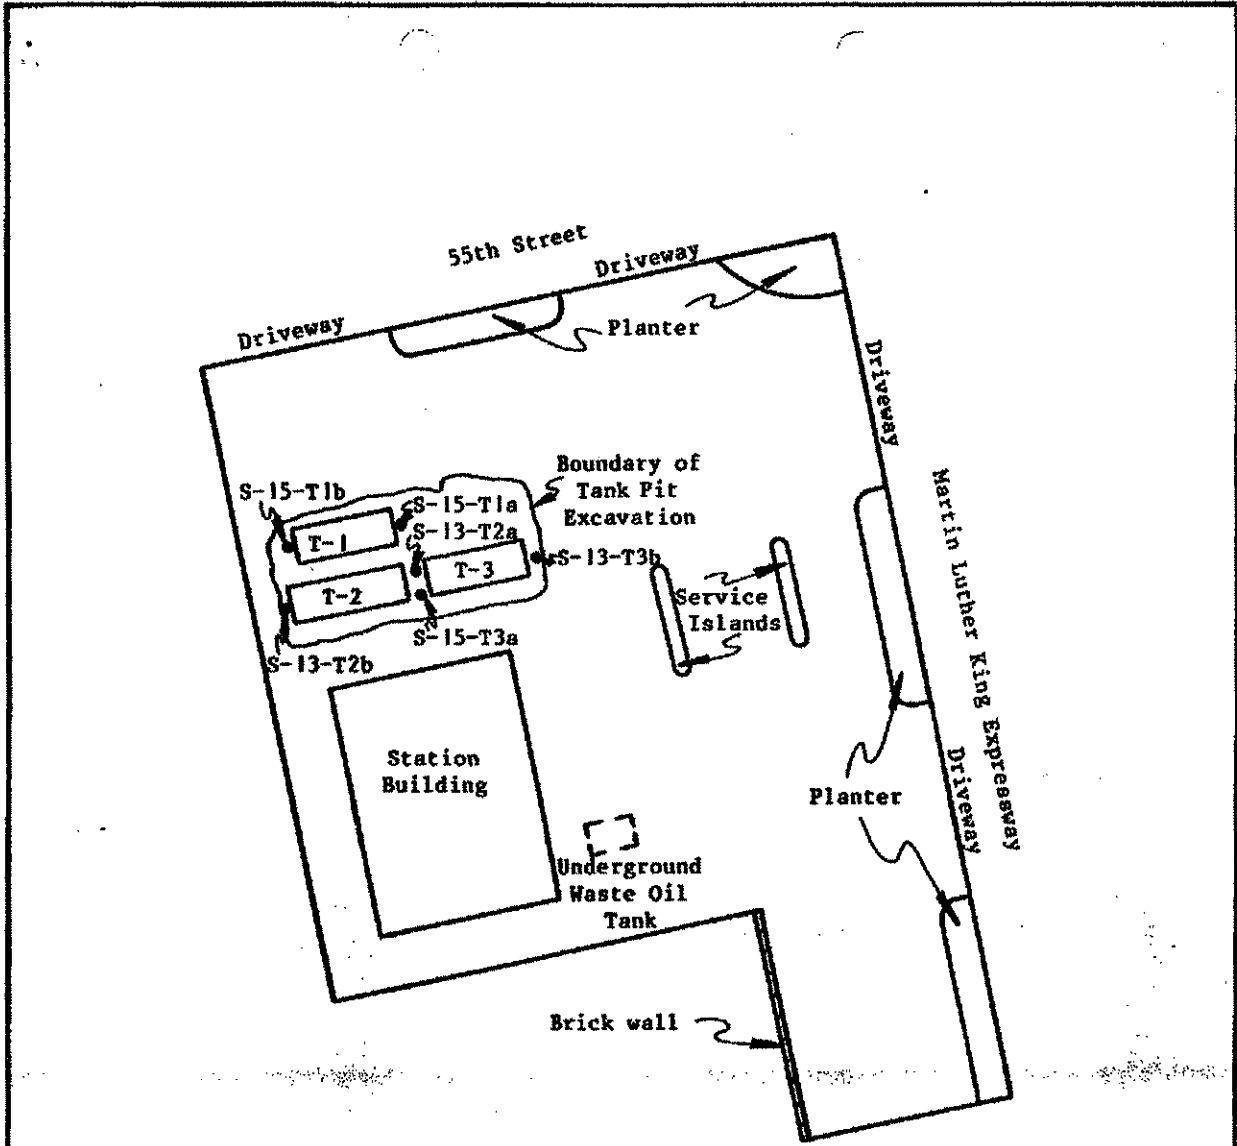 55th Street
Driveway
Driveway
Planter
Driveway
Boundary of
Tank Pit
Excavation
S-15-T1b
S-15-T1a
S-13-T2a
T-1
S-13-T3b
T-3
T-2
Service
Islands
S-15-T3a
S-13-T2b
Martin Luther King Expressway
Station
Building
Driveway
Planter
Underground
Waste Oil
Tank
Brick wall